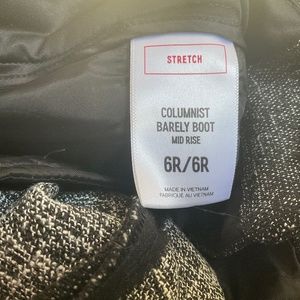 STRETCH
COLUMNIST
BARELY BOOT
MID RISE
6R/6R
MADE IN VIETNAM
FABRIQUÉ AU VIETNAM